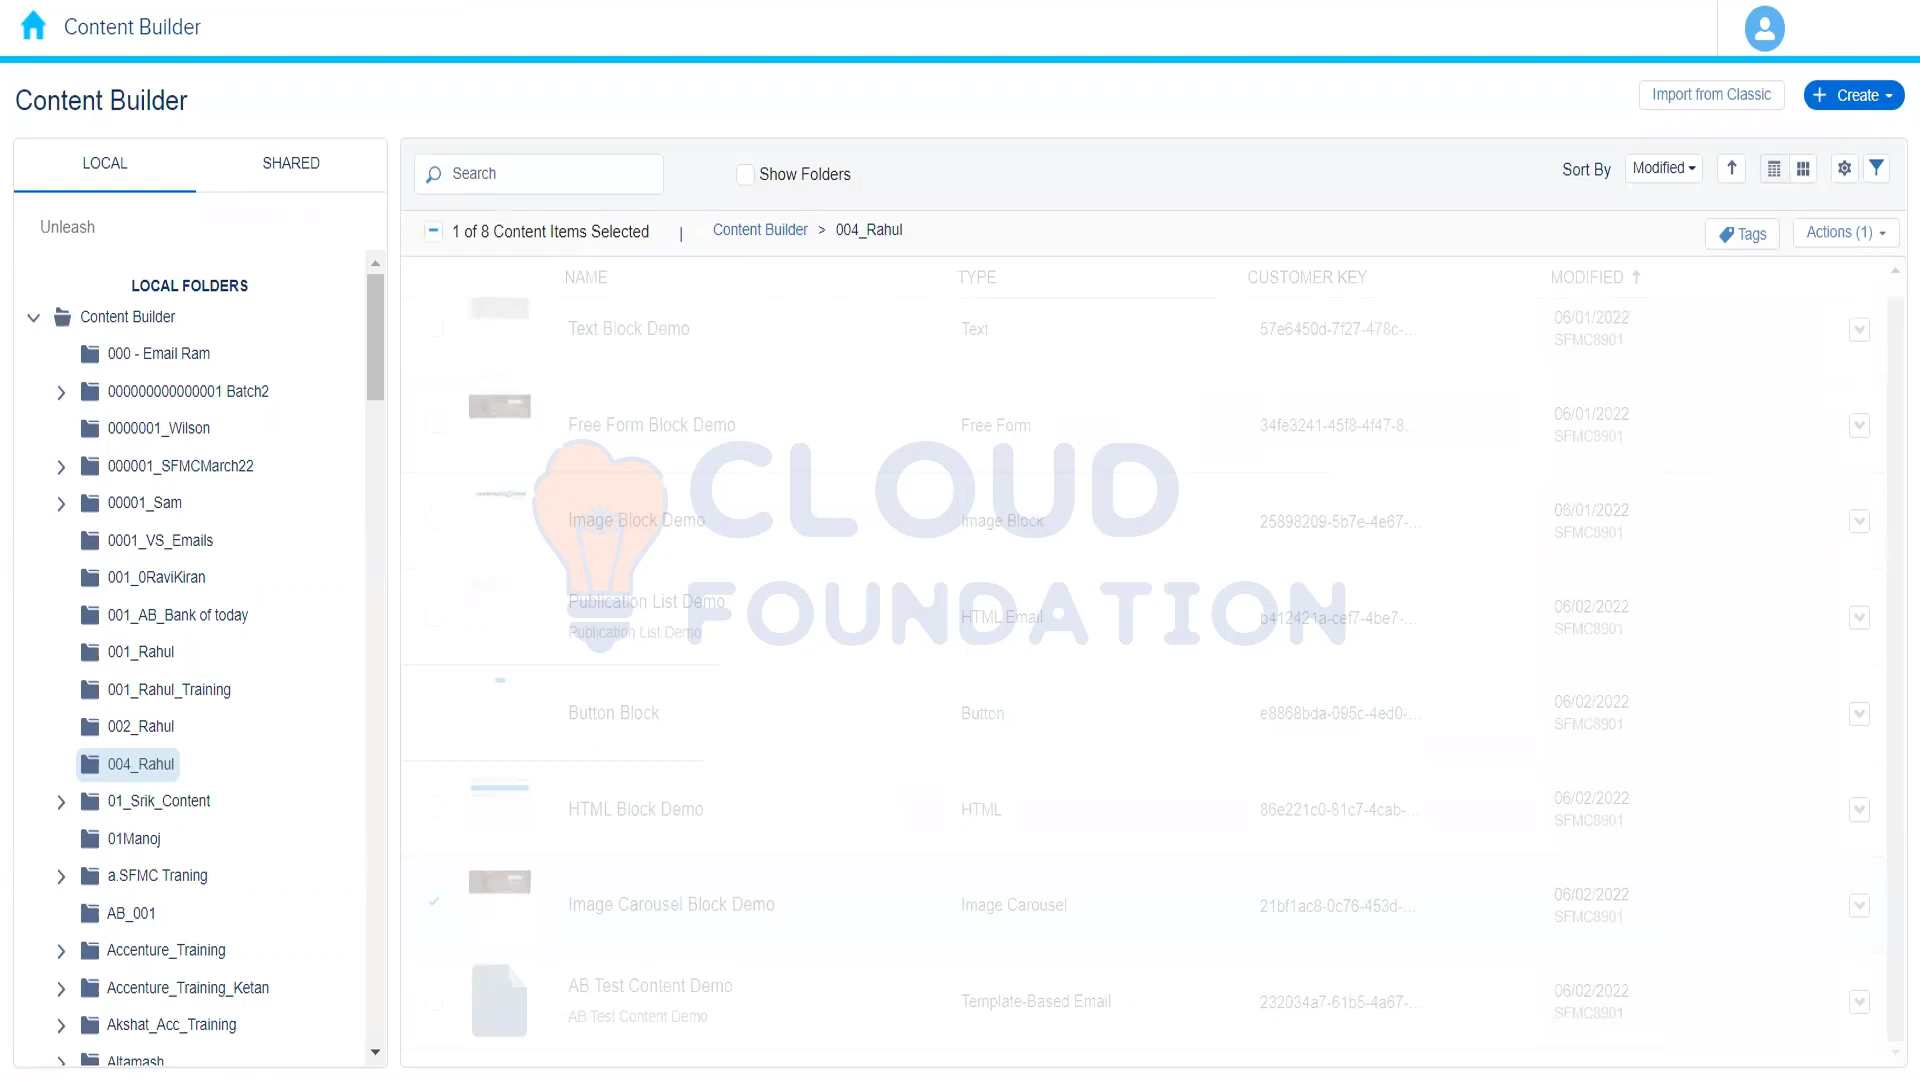 Content Builder
Content Builder
Import from Classic
+ Create
LOCAL
SHARED
Unleash
LOCAL FOLDERS
Content Builder
000 - Email Ram
000000000000001 Batch2
0000001_Wilson
000001_SFMCMarch22
00001_Sam
0001_VS_Emails
001_0RaviKiran
001_AB_Bank of today
001_Rahul
001_Rahul_Training
002_Rahul
004_Rahul
01_Srik_Content
01Manoj
a.SFMC Traning
AB_001
Accenture_Training
Accenture_Training_Ketan
Akshat_Acc_Training
Altamash
Search
Show Folders
Sort By
Modified
1 of 8 Content Items Selected | Content Builder > 004_Rahul
Tags
Actions (1)
NAME TYPE CUSTOMER KEY MODIFIED
Text Block Demo Text 57e6450d-7f27-478c-... 06/01/2022
SFMC8901
Free Form Block Demo Free Form 34fe3241-45f8-4f47-8... 06/01/2022
SFMC8901
CLOUD
Image Block Demo Image Block 25898209-5b7e-4e67-... 06/01/2022
SFMC8901
FOUNDATION
Publication List Demo HTML Email b412421a-cef7-4be7-... 06/02/2022
Publication List Demo SFMC8901
Button Block Button e8868bda-095c-4ed0-... 06/02/2022
SFMC8901
HTML Block Demo HTML 86e221c0-81c7-4cab-... 06/02/2022
SFMC8901
Image Carousel Block Demo Image Carousel 21bf1ac8-0c76-453d-... 06/02/2022
SFMC8901
AB Test Content Demo Template-Based Email 232034a7-61b5-4a67-... 06/02/2022
AB Test Content Demo SFMC8901